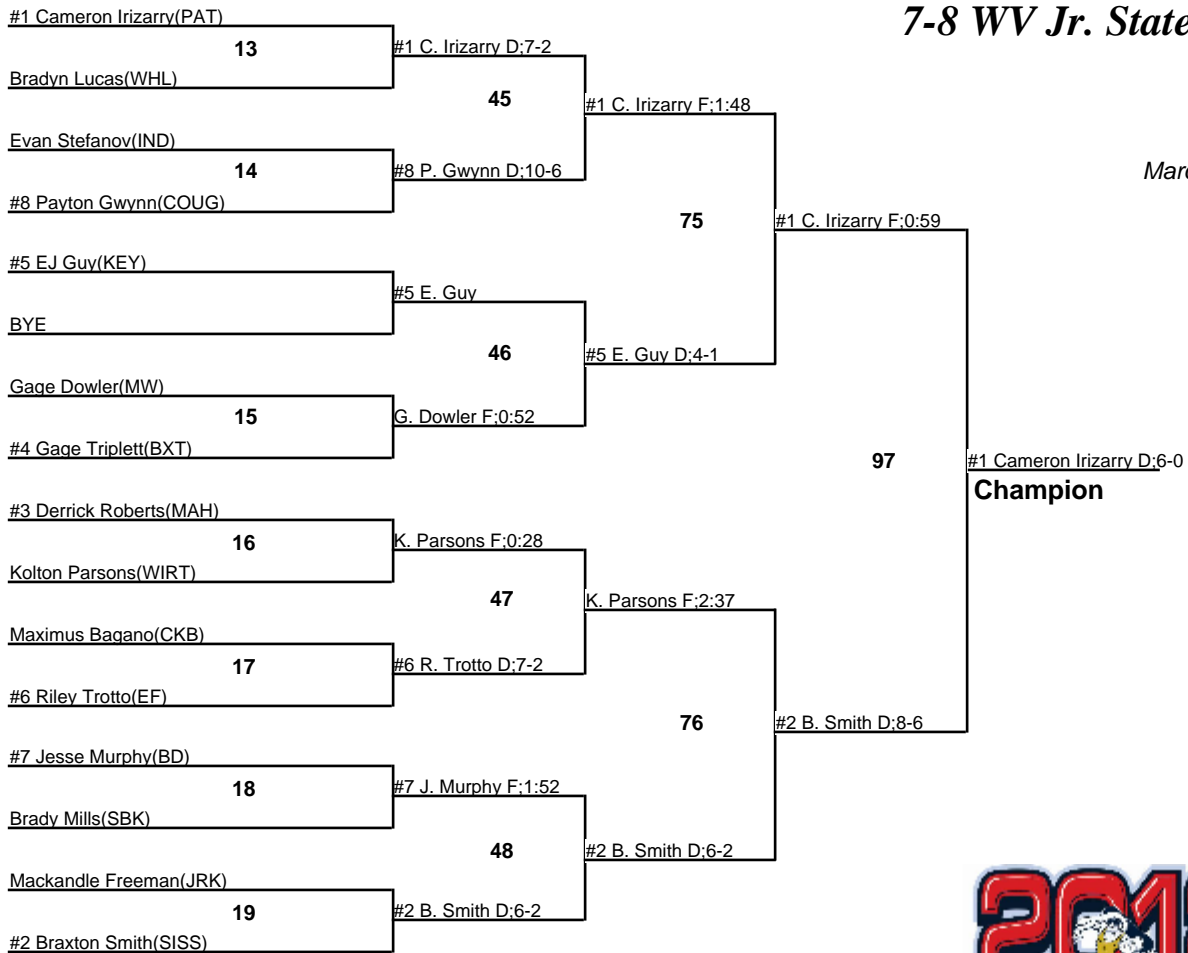 7-8 WV Jr. State
#1 Cameron Irizarry(PAT)
13
#1 C. Irizarry D;7-2
Bradyn Lucas(WHL)
45
#1 C. Irizarry F;1:48
Evan Stefanov(IND)
14
#8 P. Gwynn D;10-6
#8 Payton Gwynn(COUG)
75
#1 C. Irizarry F;0:59
#5 EJ Guy(KEY)
#5 E. Guy
BYE
46
#5 E. Guy D;4-1
Gage Dowler(MW)
15
G. Dowler F;0:52
#4 Gage Triplett(BXT)
97
#1 Cameron Irizarry D;6-0
Champion
#3 Derrick Roberts(MAH)
16
K. Parsons F;0:28
Kolton Parsons(WIRT)
47
K. Parsons F;2:37
Maximus Bagano(CKB)
17
#6 R. Trotto D;7-2
#6 Riley Trotto(EF)
76
#2 B. Smith D;8-6
#7 Jesse Murphy(BD)
18
#7 J. Murphy F;1:52
Brady Mills(SBK)
48
#2 B. Smith D;6-2
Mackandle Freeman(JRK)
19
#2 B. Smith D;6-2
#2 Braxton Smith(SISS)
201